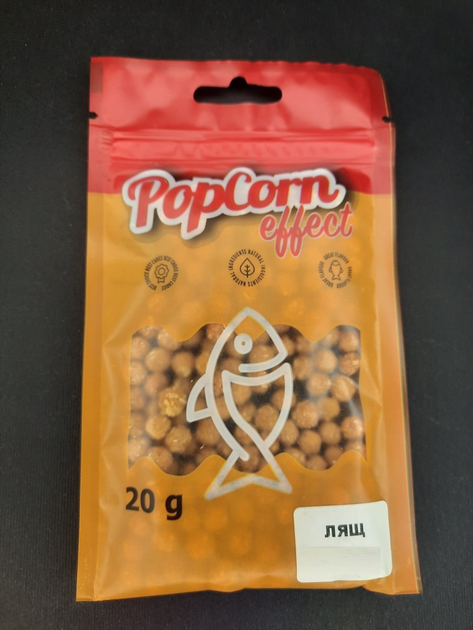 PopCorn
effect
20 g
ЛЯЩ